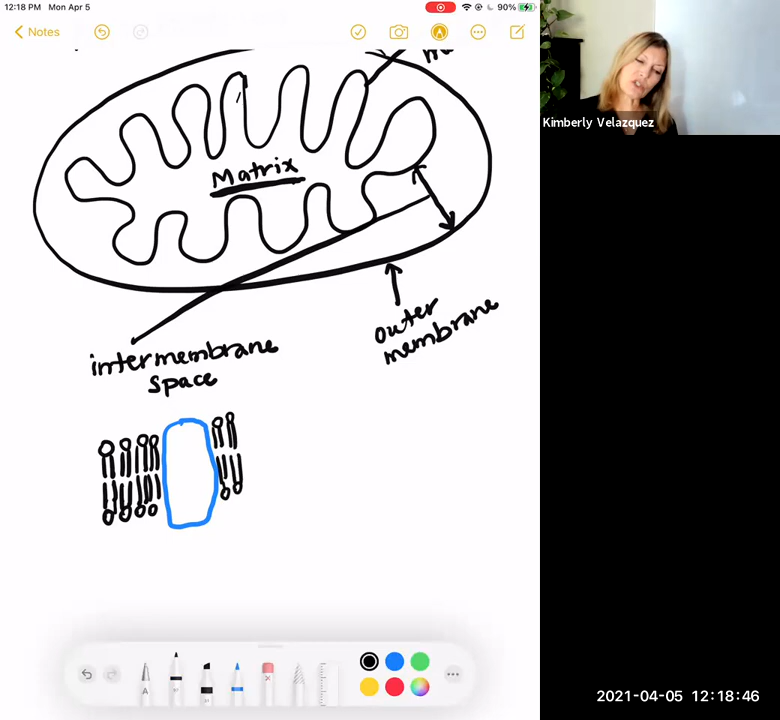 12:18 PM Mon Apr 5
90%
Notes
Matrix
outer
membrane
intermembrane
space
Kimberly Velazquez
A
2021-04-05 12:18:46